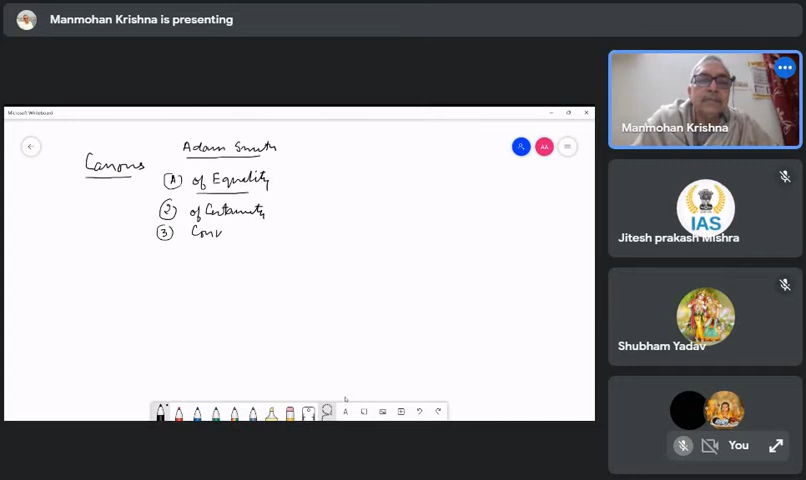 Manmohan Krishna is presenting
Microsoft Whiteboard
Adam Smith
Canons
1 of Equality
2 of Certainity
3 Conv
AA
A
Manmohan Krishna
IAS
Jitesh prakash Mishra
Shubham Yadav
You